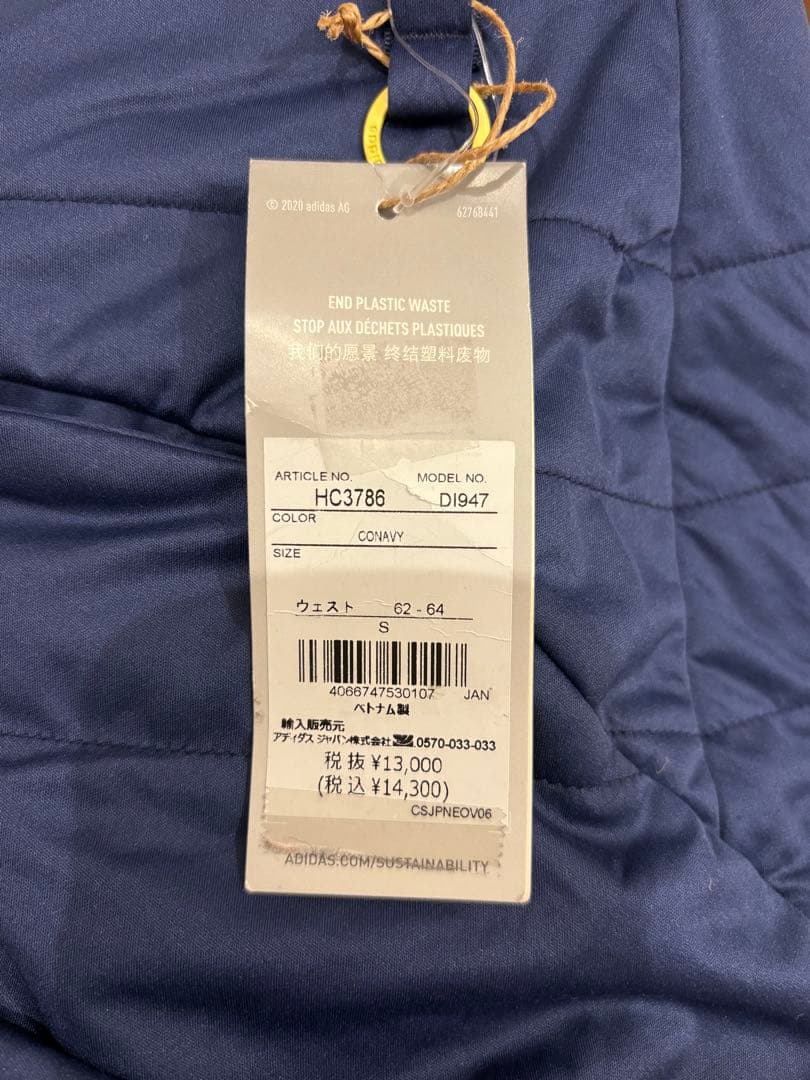 © 2020 adidas AG
62768441
END PLASTIC WASTE
STOP AUX DÉCHETS PLASTIQUES
我们的愿景 终结塑料废物
ARTICLE NO. MODEL NO.
HC3786 DI947
COLOR
CONAVY
SIZE
ウェスト 62 - 64
S
4066747530107 JAN
ベトナム製
輸入販売元
アディダス ジャパン株式会社 0570-033-033
税抜 ¥13,000
(税込 ¥14,300)
CSJPNEOV06
ADIDAS.COM/SUSTAINABILITY